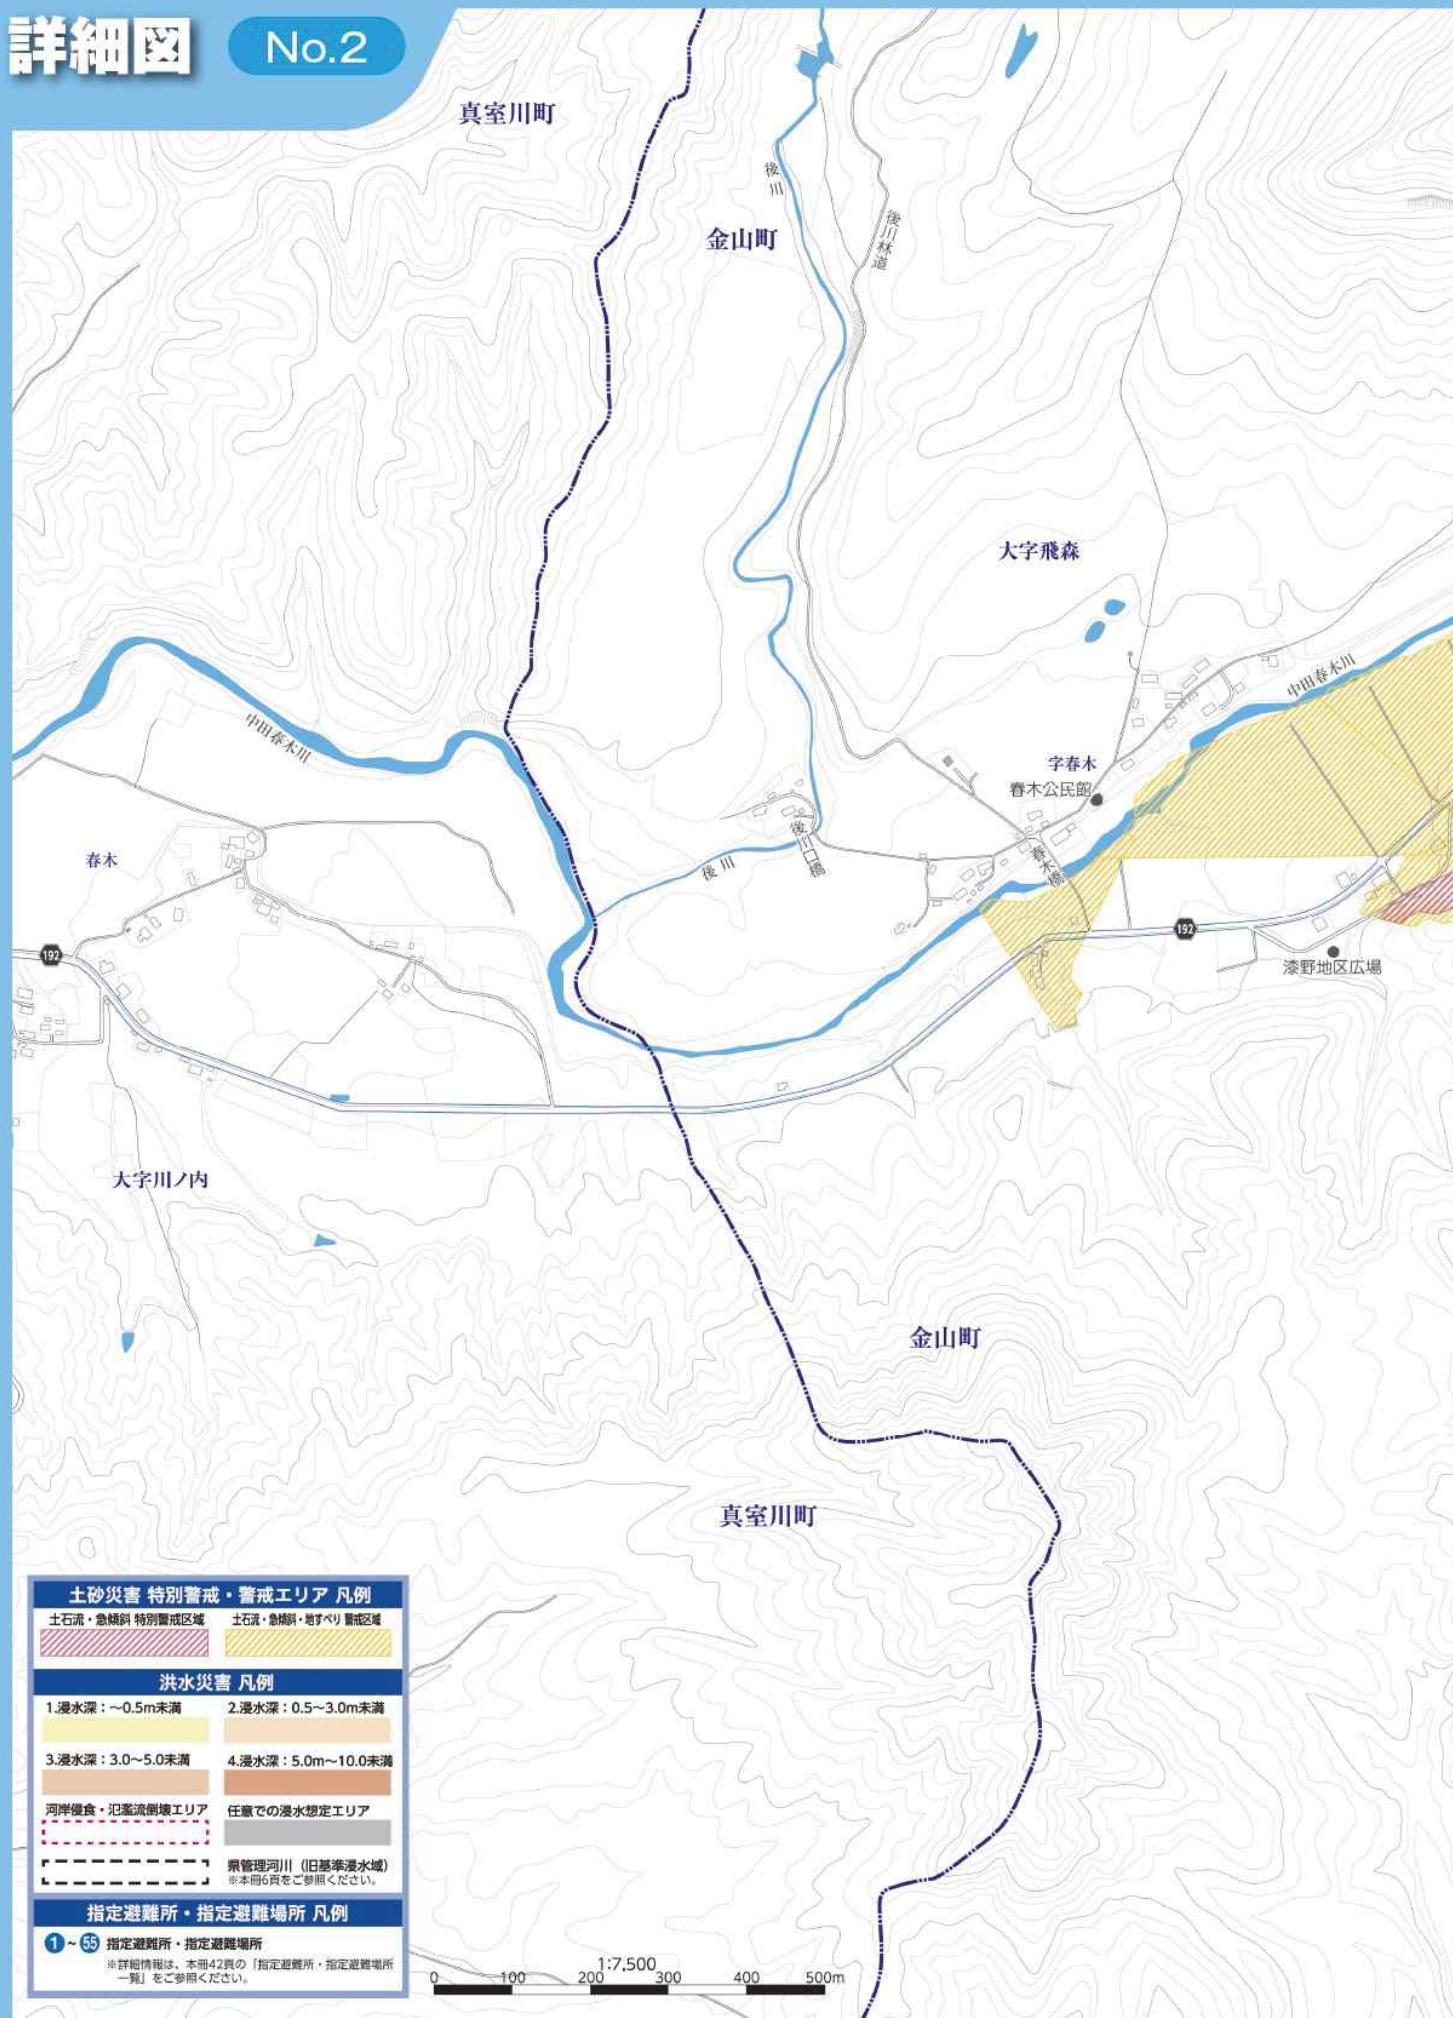 詳細図 No.2
真室川町
後川
金山町
後川林道
大字飛森
中田春木川
中田春木川
字春木
春木公民館
後川口橋
春木橋
後川
春木
192
192
漆野地区広場
大字川ノ内
金山町
真室川町
土砂災害 特別警戒・警戒エリア 凡例
土石流・急傾斜 特別警戒区域
土石流・急傾斜・地すべり 警戒区域
洪水災害 凡例
1.浸水深：～0.5m未満
2.浸水深：0.5～3.0m未満
3.浸水深：3.0～5.0未満
4.浸水深：5.0m～10.0未満
河岸侵食・氾濫流倒壊エリア
任意での浸水想定エリア
県管理河川（旧基準浸水域）
※本冊6頁をご参照ください。
指定避難所・指定避難場所 凡例
1～55 指定避難所・指定避難場所
※詳細情報は、本冊42頁の「指定避難所・指定避難場所
一覧」をご参照ください。
1:7,500
0 100 200 300 400 500m